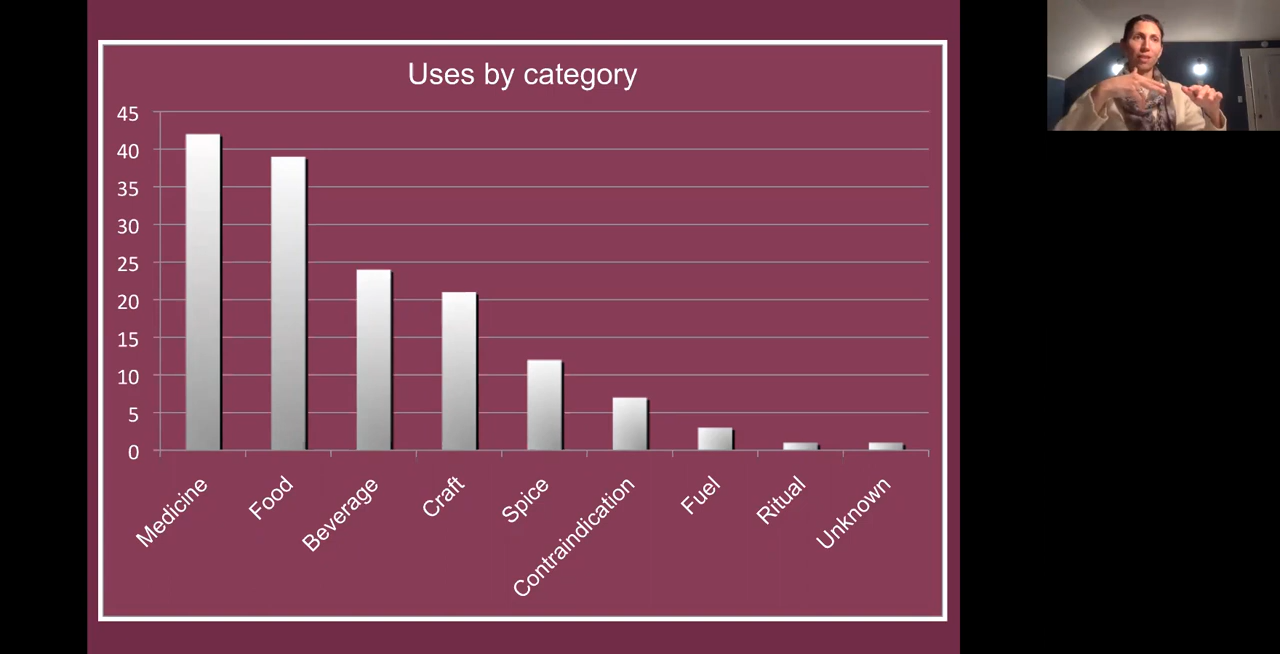 Uses by category
45
40
35
30
25
20
15
10
5
0
Medicine
Food
Beverage
Craft
Spice
Contraindication
Fuel
Ritual
Unknown